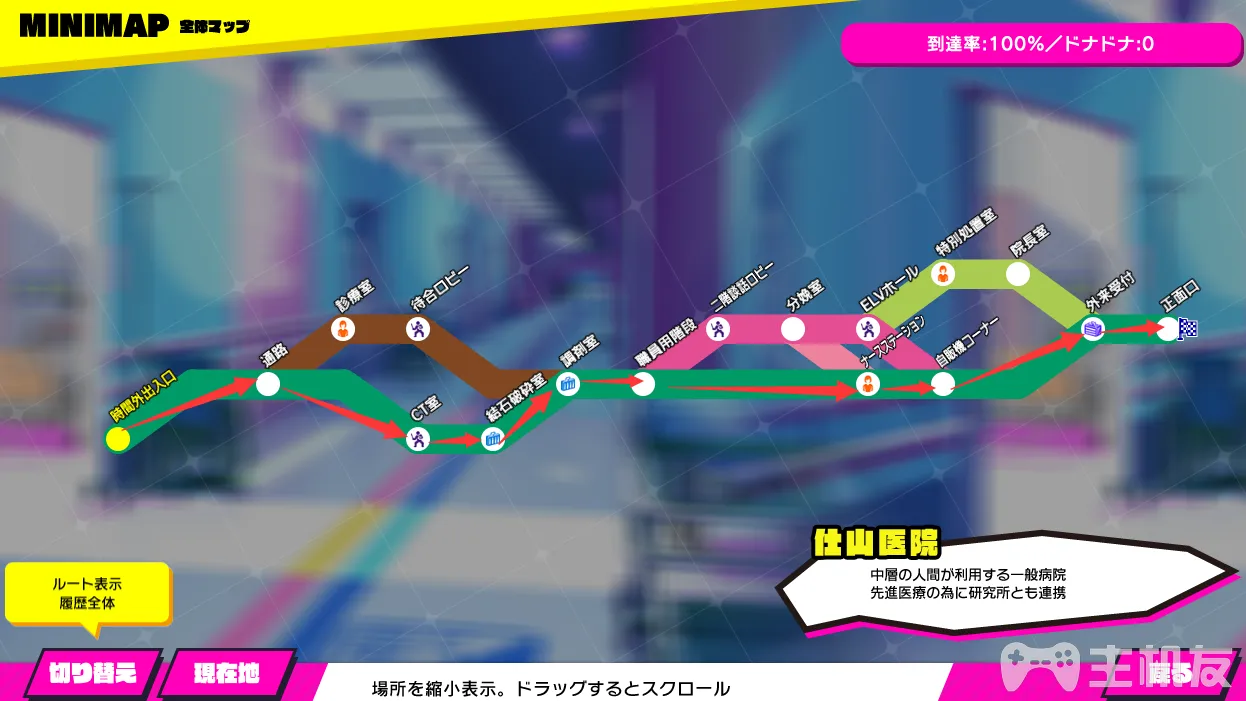 MINIMAP 全体マップ
到達率:100%／ドナドナ:0
特別処置室
院長室
診療室
待合ロビー
二階談話ロビー
分娩室
ELVホール
外来受付
正面口
通路
調剤室
職員用階段
ナースステーション
自販機コーナー
時間外出入口
CT室
結石破砕室
仕山医院
中層の人間が利用する一般病院
先進医療の為に研究所とも連携
ルート表示
履歴全体
切り替え
現在地
場所を縮小表示。ドラッグするとスクロール
戻る
主机友